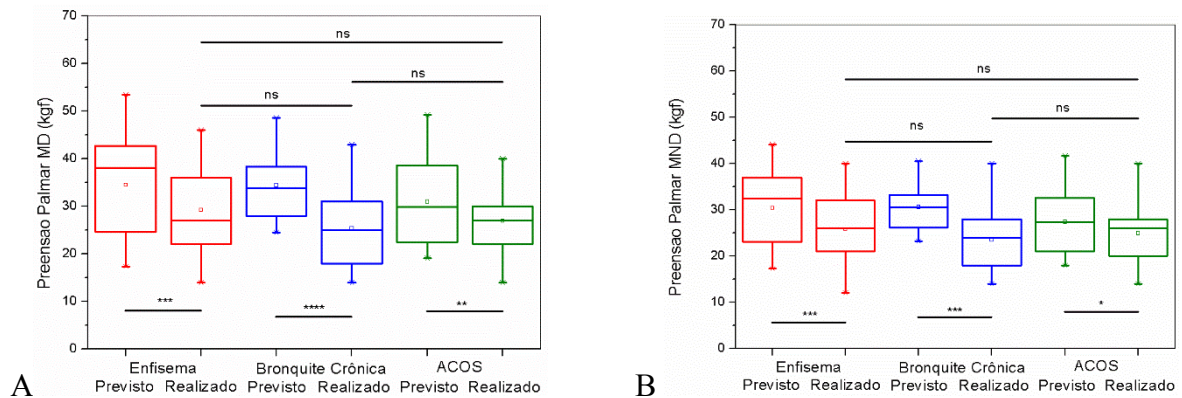 Preensao Palmar MD (kgf)
70
60
50
40
30
20
10
0
ns
ns
ns
***
****
**
Enfisema Bronquite Crônica ACOS
Previsto Realizado Previsto Realizado Previsto Realizado
A
Preensao Palmar MND (kgf)
70
60
50
40
30
20
10
0
ns
ns
ns
***
***
*
Enfisema Bronquite Crônica ACOS
Previsto Realizado Previsto Realizado Previsto Realizado
B